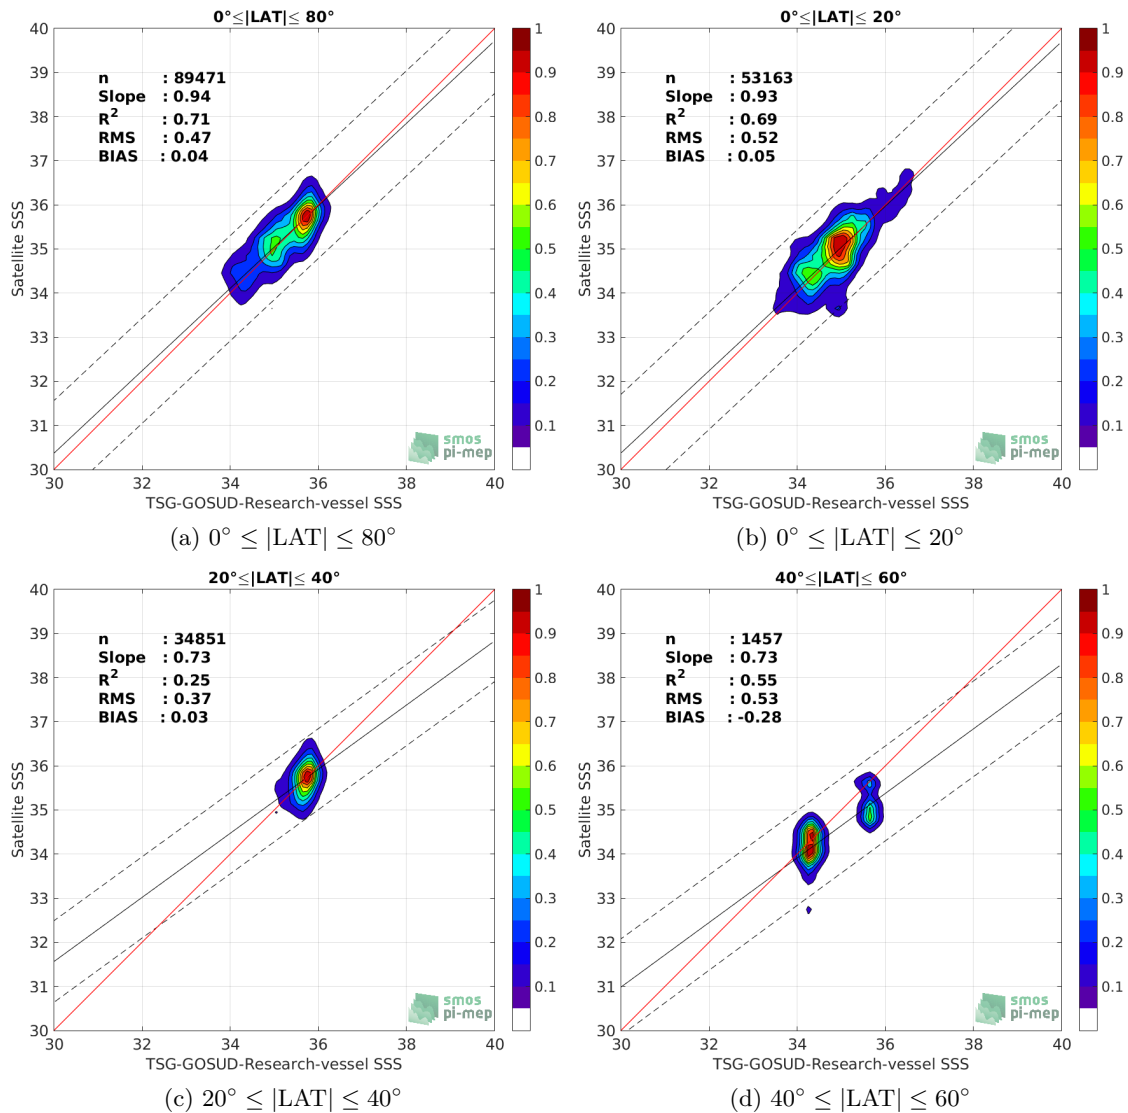 0°≤|LAT|≤ 80°
40
39
38
37
36
35
34
33
32
31
30
Satellite SSS
n : 89471
Slope : 0.94
R² : 0.71
RMS : 0.47
BIAS : 0.04
smos
pi-mep
30 32 34 36 38 40
TSG-GOSUD-Research-vessel SSS
1
0.9
0.8
0.7
0.6
0.5
0.4
0.3
0.2
0.1
(a) 0° ≤ |LAT| ≤ 80°
0°≤|LAT|≤ 20°
40
39
38
37
36
35
34
33
32
31
30
Satellite SSS
n : 53163
Slope : 0.93
R² : 0.69
RMS : 0.52
BIAS : 0.05
smos
pi-mep
30 32 34 36 38 40
TSG-GOSUD-Research-vessel SSS
1
0.9
0.8
0.7
0.6
0.5
0.4
0.3
0.2
0.1
(b) 0° ≤ |LAT| ≤ 20°
20°≤|LAT|≤ 40°
40
39
38
37
36
35
34
33
32
31
30
Satellite SSS
n : 34851
Slope : 0.73
R² : 0.25
RMS : 0.37
BIAS : 0.03
smos
pi-mep
30 32 34 36 38 40
TSG-GOSUD-Research-vessel SSS
1
0.9
0.8
0.7
0.6
0.5
0.4
0.3
0.2
0.1
(c) 20° ≤ |LAT| ≤ 40°
40°≤|LAT|≤ 60°
40
39
38
37
36
35
34
33
32
31
30
Satellite SSS
n : 1457
Slope : 0.73
R² : 0.55
RMS : 0.53
BIAS : -0.28
smos
pi-mep
30 32 34 36 38 40
TSG-GOSUD-Research-vessel SSS
1
0.9
0.8
0.7
0.6
0.5
0.4
0.3
0.2
0.1
(d) 40° ≤ |LAT| ≤ 60°